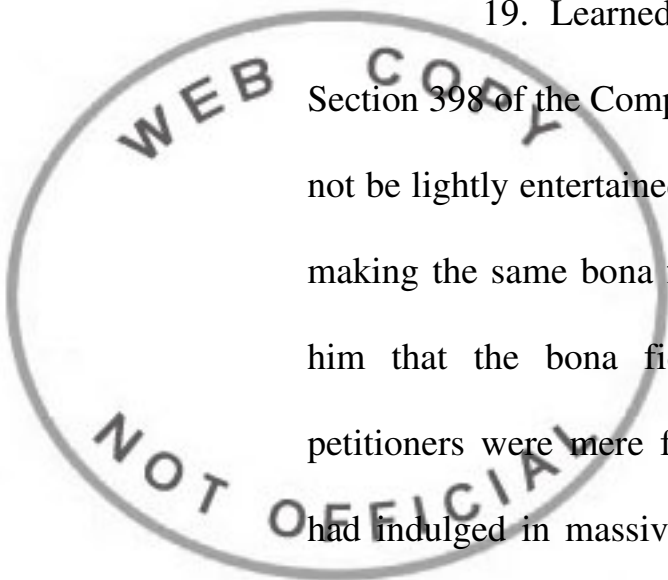 19. Learned
WEB COPY
Section 398 of the Comp
not be lightly entertained
making the same bona
him that the bona
petitioners were mere
NOT OFFICIAL
had indulged in massiv